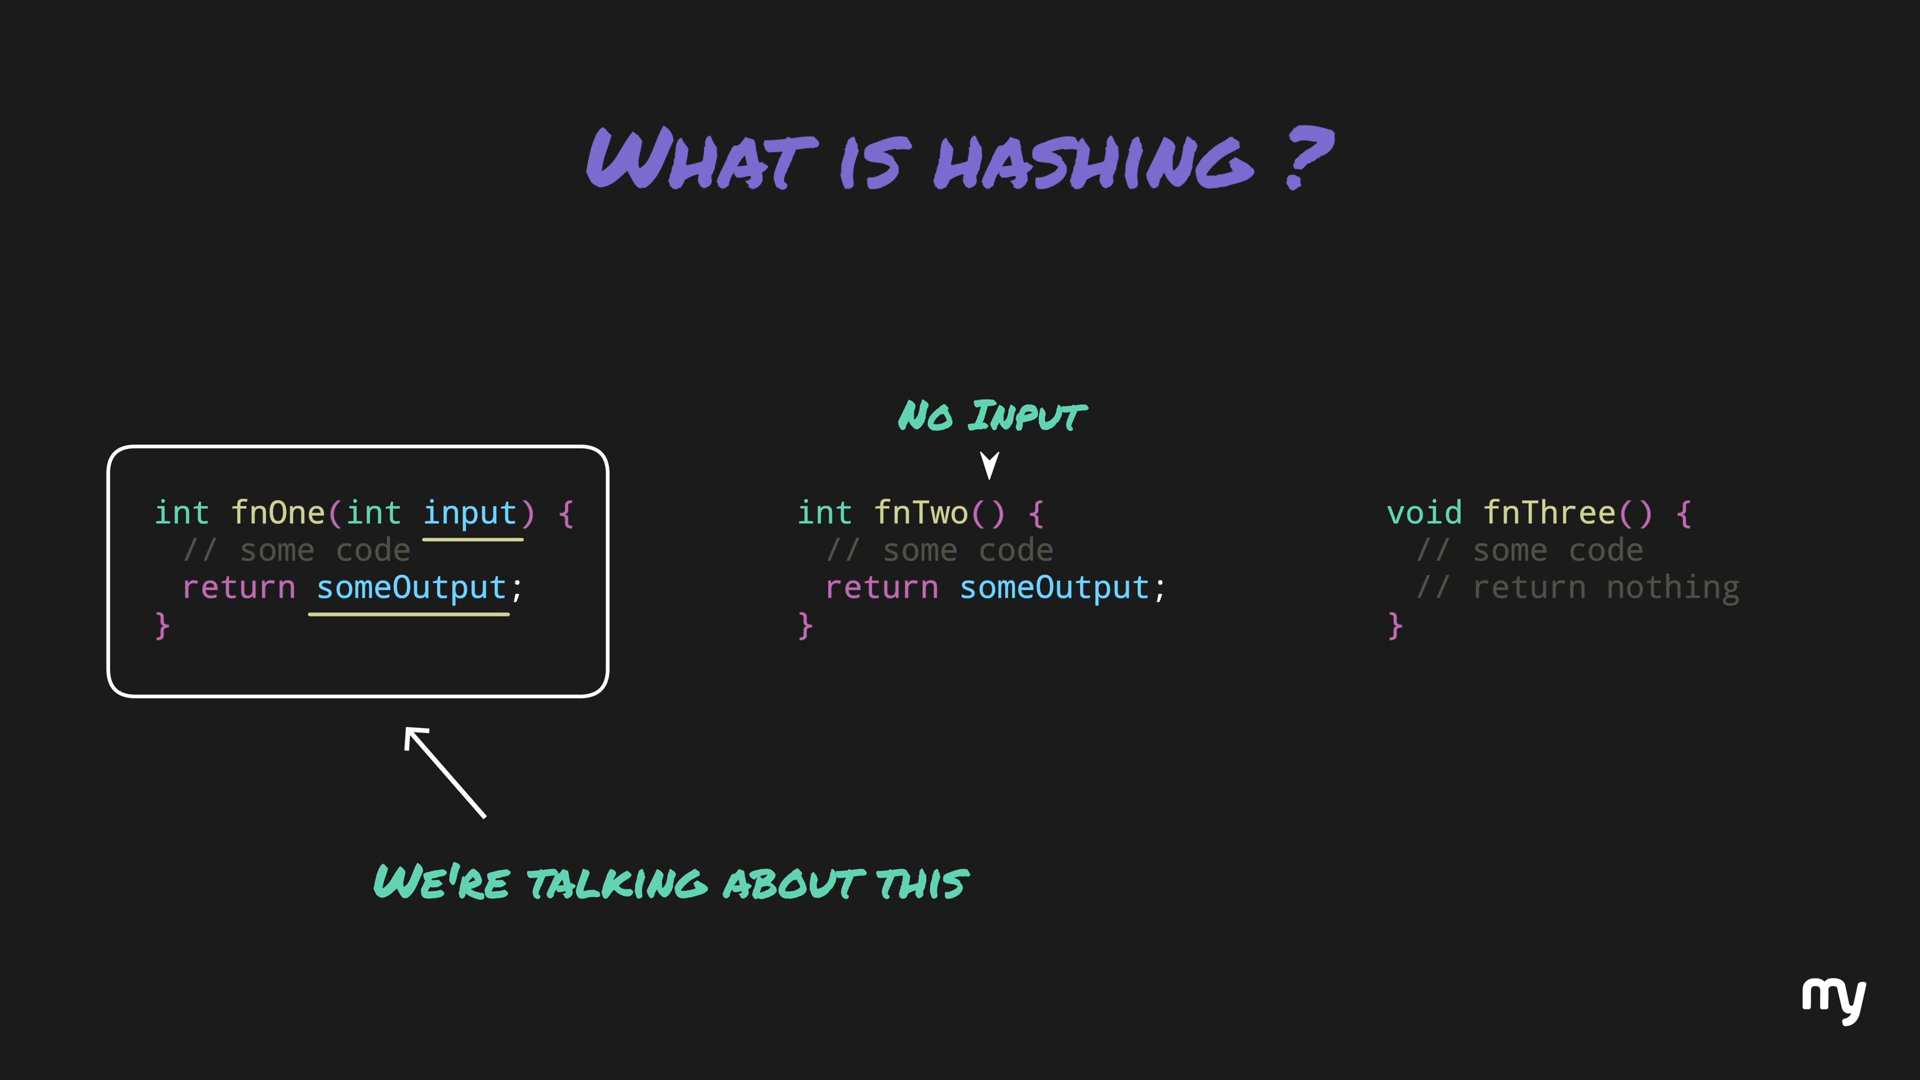 What is hashing ?
No Input
int fnOne(int input) {
// some code
return someOutput;
}
int fnTwo() {
// some code
return someOutput;
}
void fnThree() {
// some code
// return nothing
}
We're talking about this
my